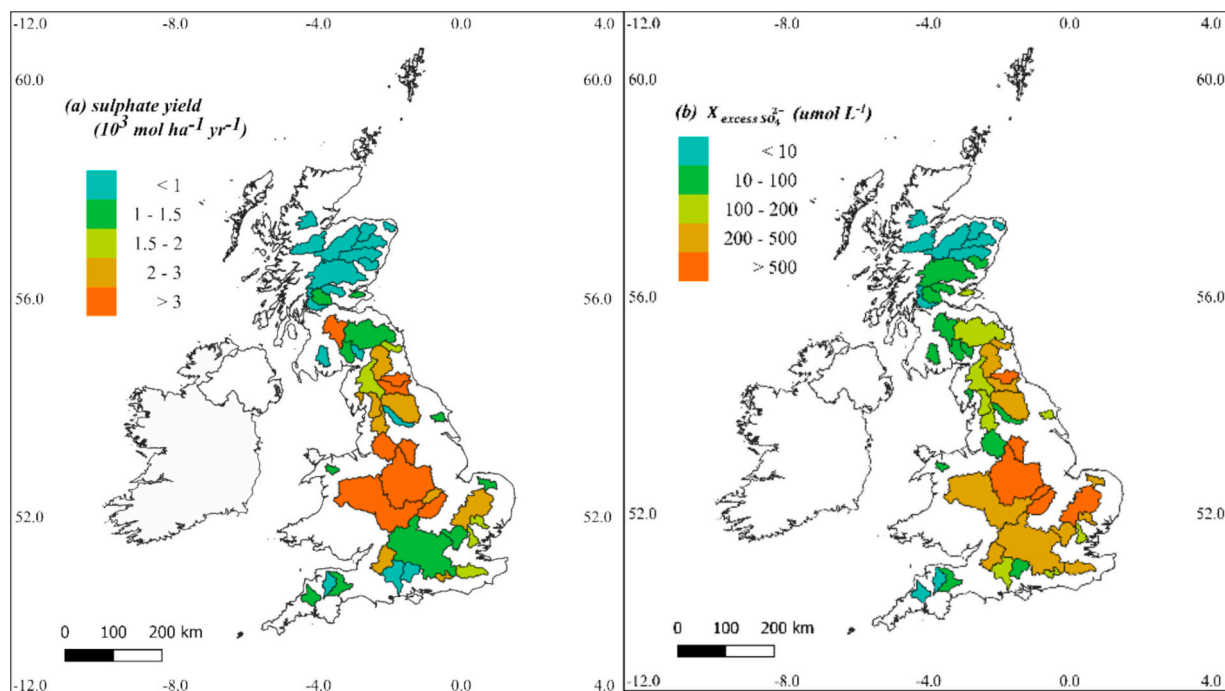 -12.0 -8.0 -4.0 0.0 4.0
60.0 60.0
(a) sulphate yield
(10³ mol ha⁻¹ yr⁻¹)
< 1
1 - 1.5
1.5 - 2
2 - 3
> 3
56.0 56.0
52.0 52.0
0 100 200 km
-12.0 -8.0 -4.0 0.0 4.0
-12.0 -8.0 -4.0 0.0 4.0
60.0 60.0
(b) X excess SO₄²⁻ (umol L⁻¹)
< 10
10 - 100
100 - 200
200 - 500
> 500
56.0 56.0
52.0 52.0
0 100 200 km
-12.0 -8.0 -4.0 0.0 4.0